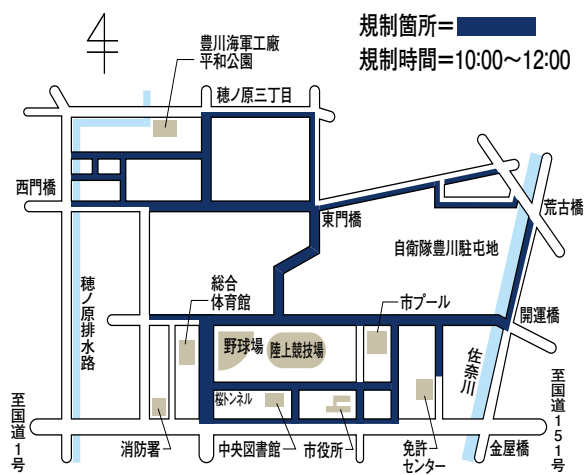 規制箇所=
規制時間=10:00〜12:00
豊川海軍工廠
平和公園
穂ノ原三丁目
西門橋
東門橋
荒古橋
自衛隊豊川駐屯地
穂ノ原排水路
総合
体育館
市プール
開運橋
野球場
陸上競技場
佐奈川
桜トンネル
至国道1号
至国道151号
消防署
中央図書館
市役所
免許
センター
金屋橋